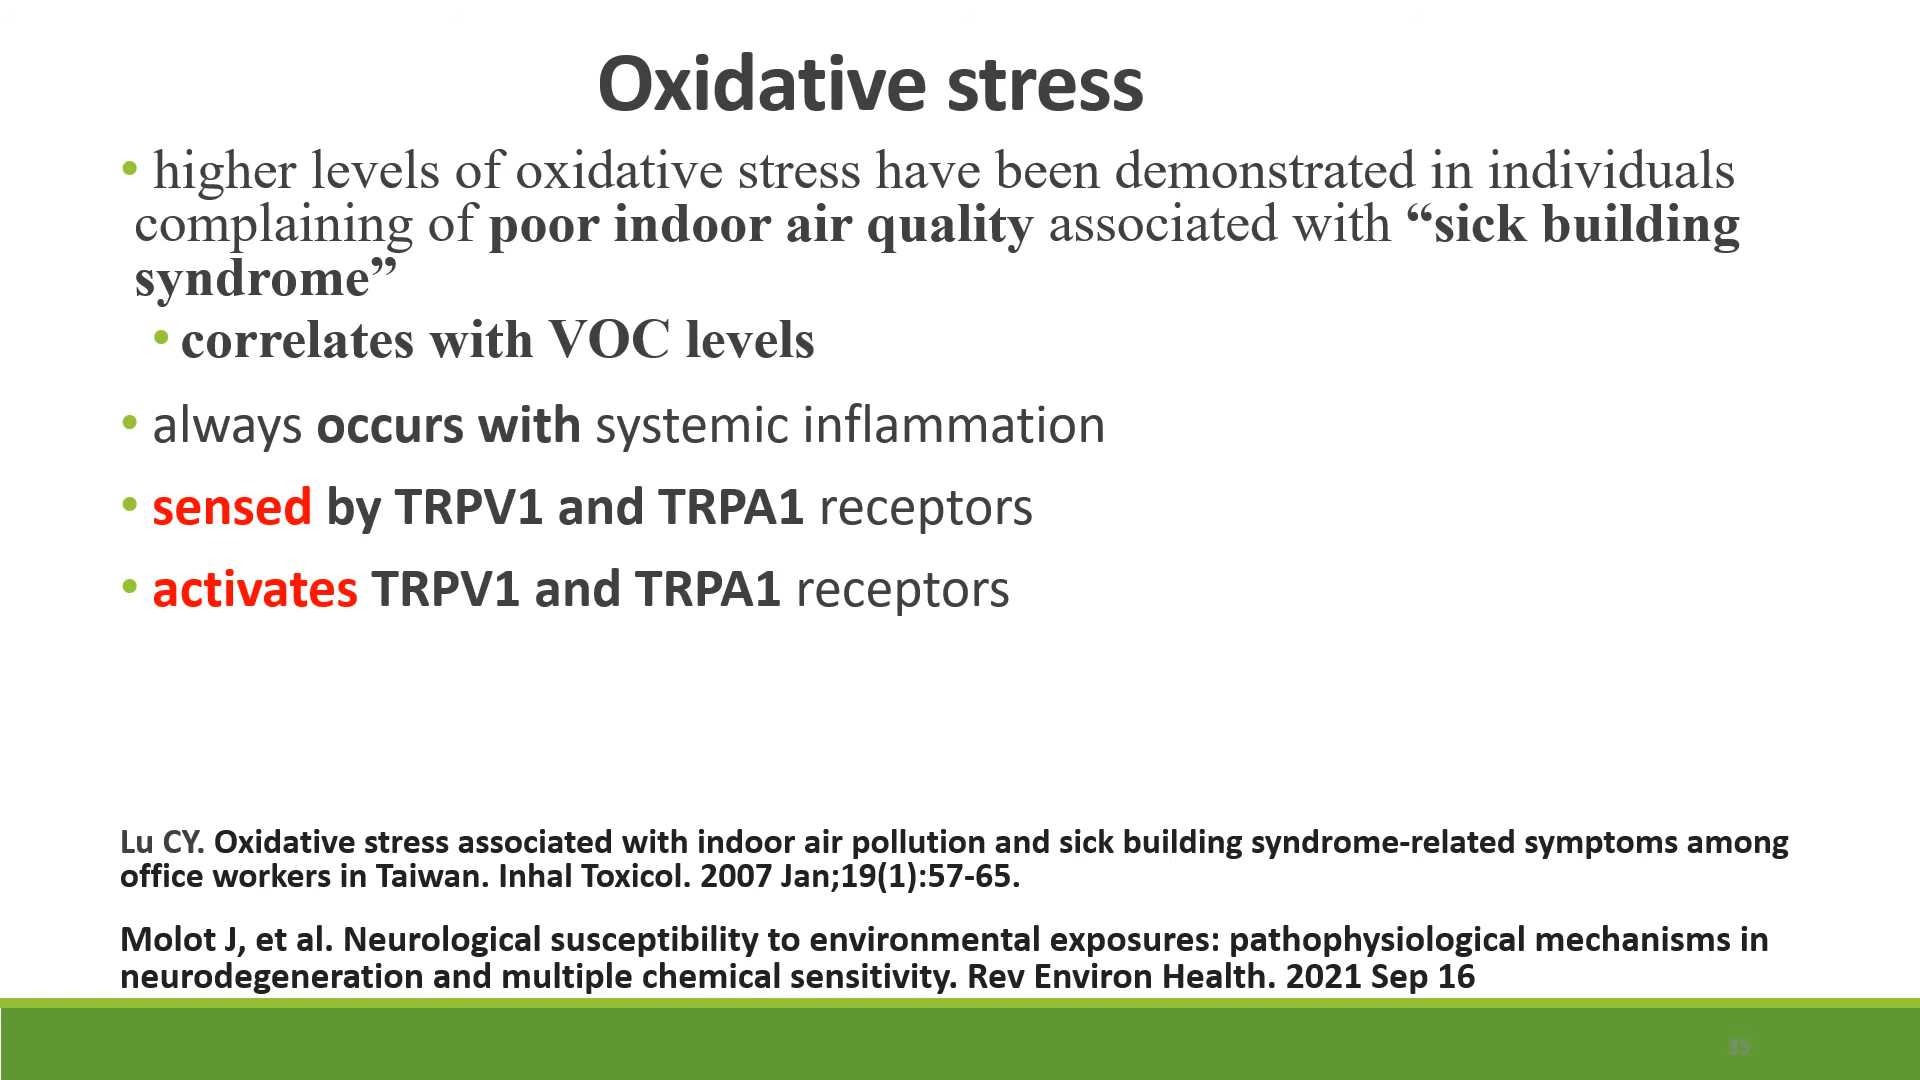 Oxidative stress
• higher levels of oxidative stress have been demonstrated in individuals
complaining of poor indoor air quality associated with “sick building
syndrome”
• correlates with VOC levels
• always occurs with systemic inflammation
• sensed by TRPV1 and TRPA1 receptors
• activates TRPV1 and TRPA1 receptors
Lu CY. Oxidative stress associated with indoor air pollution and sick building syndrome-related symptoms among
office workers in Taiwan. Inhal Toxicol. 2007 Jan;19(1):57-65.
Molot J, et al. Neurological susceptibility to environmental exposures: pathophysiological mechanisms in
neurodegeneration and multiple chemical sensitivity. Rev Environ Health. 2021 Sep 16
35